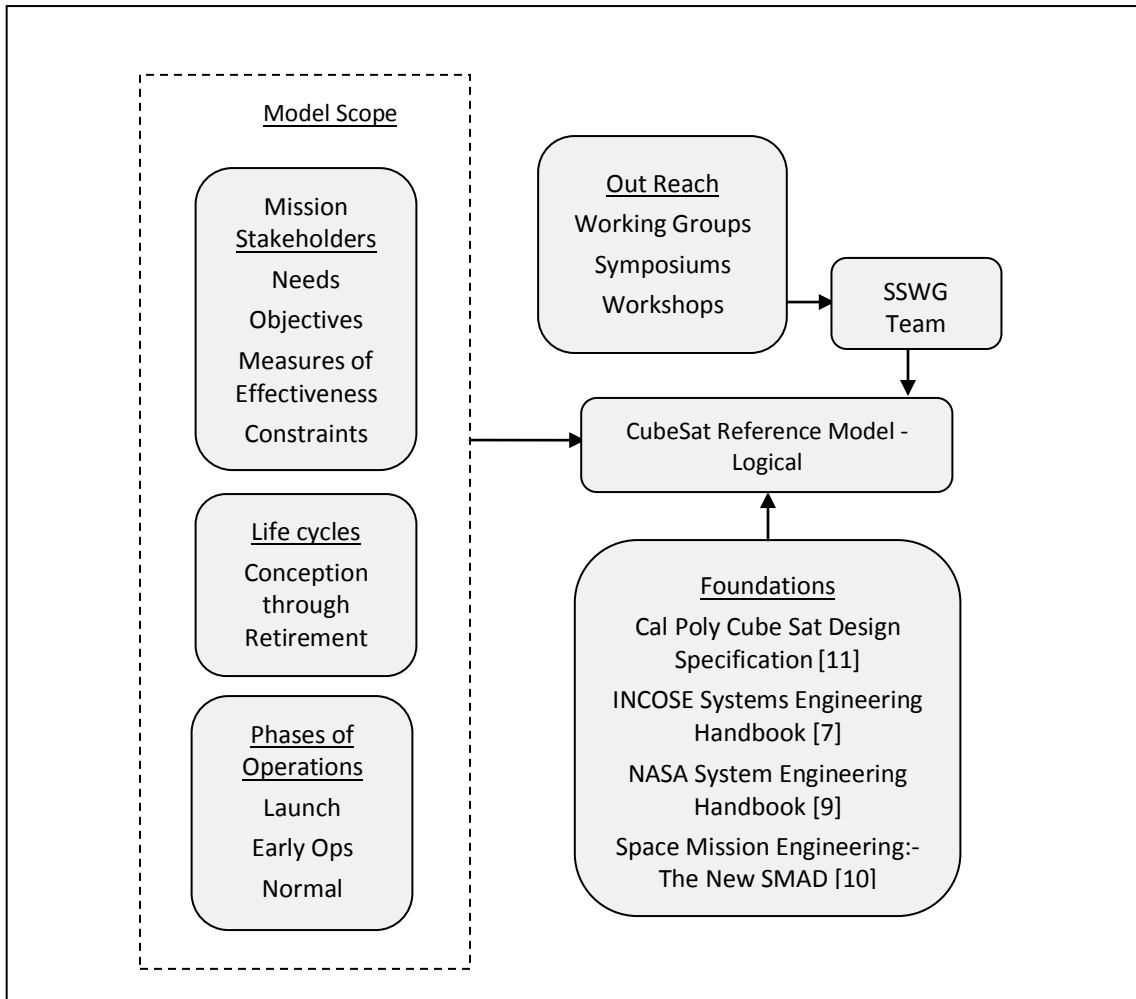 Model Scope
Mission
Stakeholders
Needs
Objectives
Measures of
Effectiveness
Constraints
Life cycles
Conception
through
Retirement
Phases of
Operations
Launch
Early Ops
Normal
Out Reach
Working Groups
Symposiums
Workshops
SSWG
Team
CubeSat Reference Model -
Logical
Foundations
Cal Poly Cube Sat Design
Specification [11]
INCOSE Systems Engineering
Handbook [7]
NASA System Engineering
Handbook [9]
Space Mission Engineering:-
The New SMAD [10]